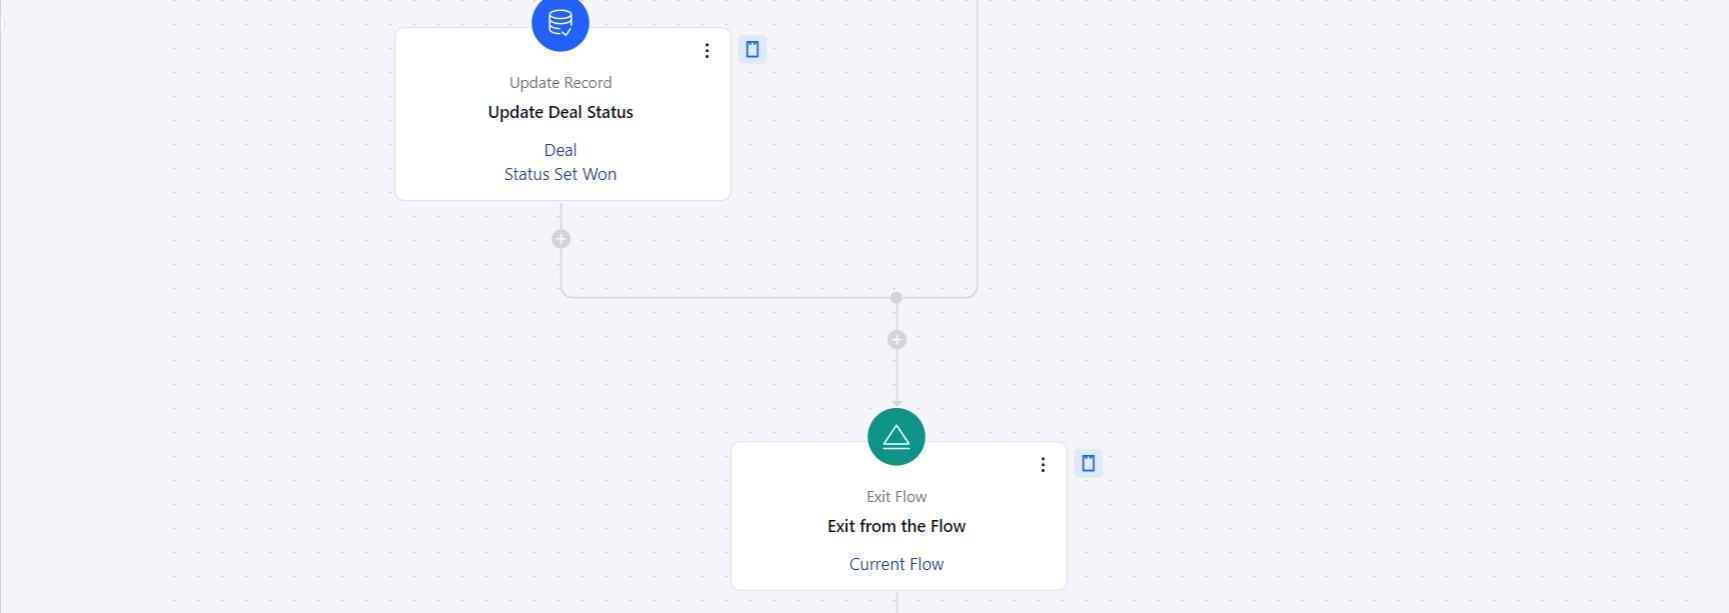 Update Record
Update Deal Status
Deal
Status Set Won
Exit Flow
Exit from the Flow
Current Flow